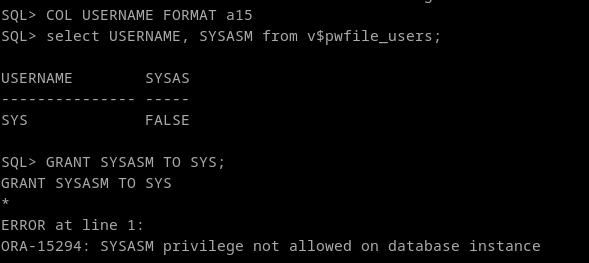 SQL> COL USERNAME FORMAT a15
SQL> select USERNAME, SYSASM from v$pwfile_users;
USERNAME        SYSAS
--------------- -----
SYS             FALSE
SQL> GRANT SYSASM TO SYS;
GRANT SYSASM TO SYS
*
ERROR at line 1:
ORA-15294: SYSASM privilege not allowed on database instance